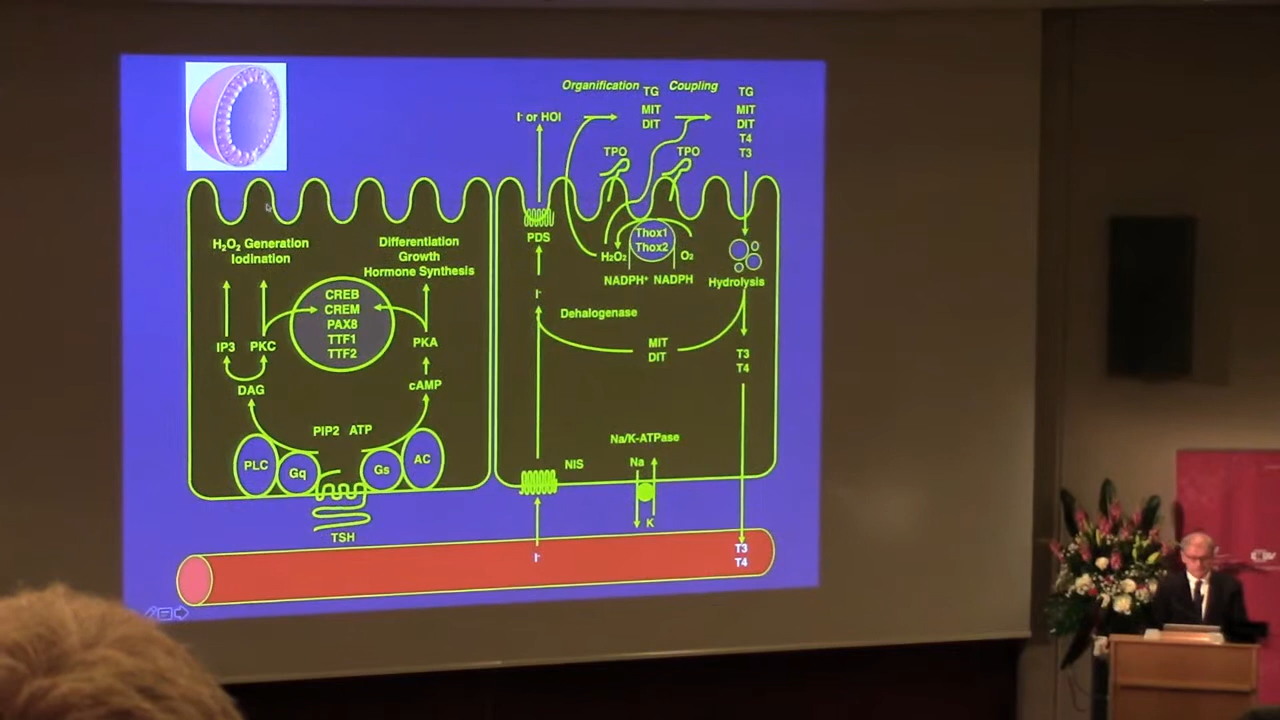 H₂O₂ Generation
Iodination
Differentiation
Growth
Hormone Synthesis
CREB
CREM
PAX8
TTF1
TTF2
IP3
PKC
PKA
DAG
cAMP
PIP2 ATP
PLC
Gq
Gs
AC
TSH
Organification
Coupling
TG
MIT
DIT
TG
MIT
DIT
T4
T3
I⁻ or HOI
TPO
TPO
PDS
Thox1
Thox2
H₂O₂
O₂
NADPH⁺ NADPH
Hydrolysis
I⁻
Dehalogenase
MIT
DIT
T3
T4
Na/K-ATPase
NIS
Na
K
I⁻
T3
T4